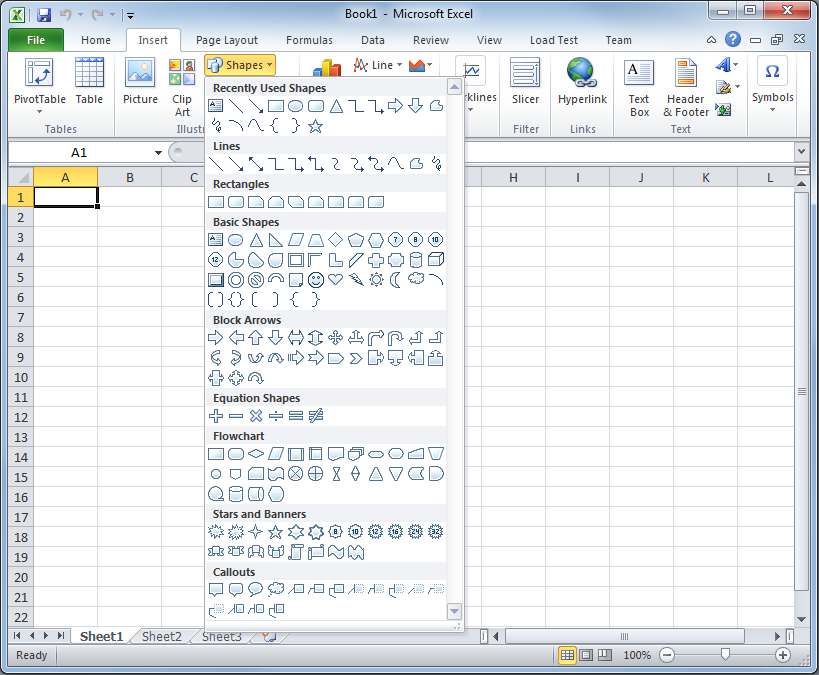 Book1 - Microsoft Excel
File Home Insert Page Layout Formulas Data Review View Load Test Team
Shapes Line
PivotTable Table Picture Clip Art rklines Slicer Hyperlink Text Box Header & Footer Symbols
Tables Illust Filter Links Text
A1
A B C H I J K L
Recently Used Shapes
Lines
Rectangles
Basic Shapes
Block Arrows
Equation Shapes
Flowchart
Stars and Banners
Callouts
1
2
3
4
5
6
7
8
9
10
11
12
13
14
15
16
17
18
19
20
21
22
Sheet1 Sheet2 Sheet3
Ready 100%